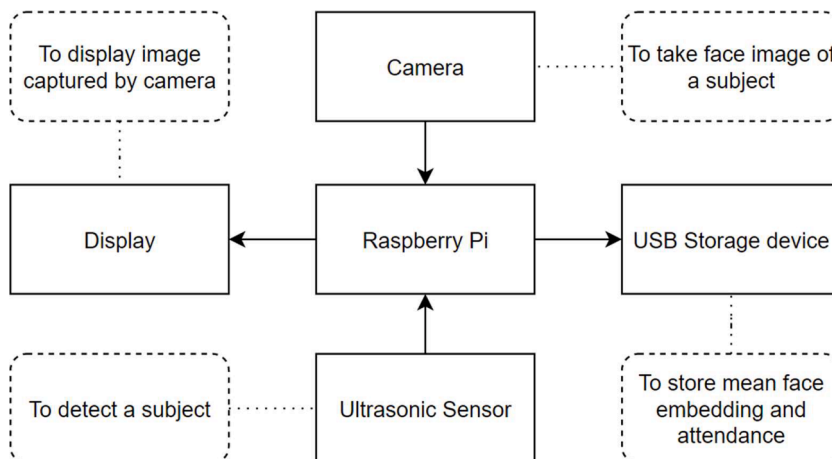 To display image
captured by camera
Camera
To take face image of
a subject
Display
Raspberry Pi
USB Storage device
To detect a subject
Ultrasonic Sensor
To store mean face
embedding and
attendance